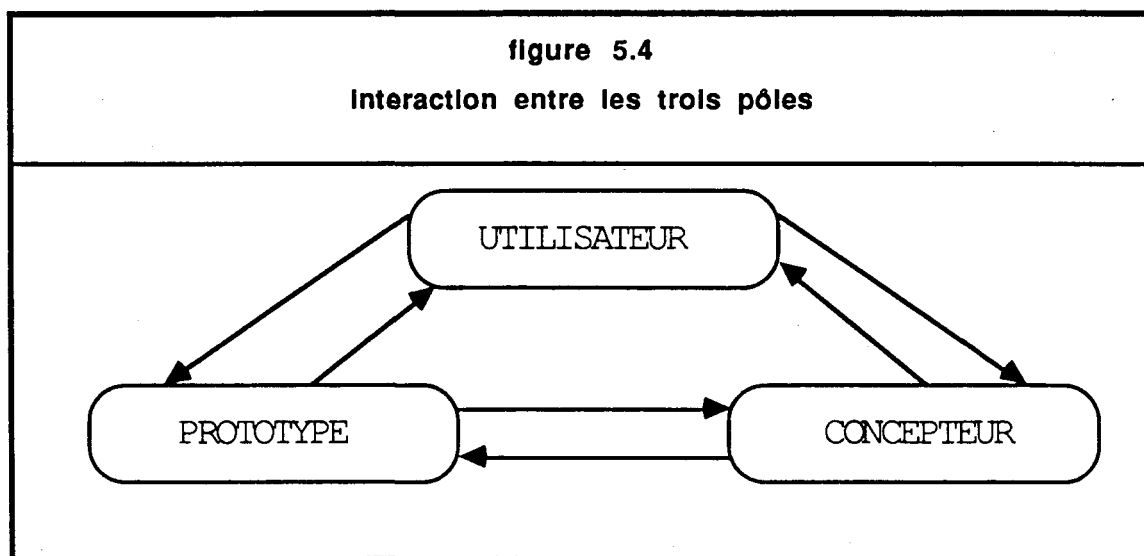 figure 5.4
Interaction entre les trois pôles
UTILISATEUR
PROTOTYPE
CONCEPTEUR